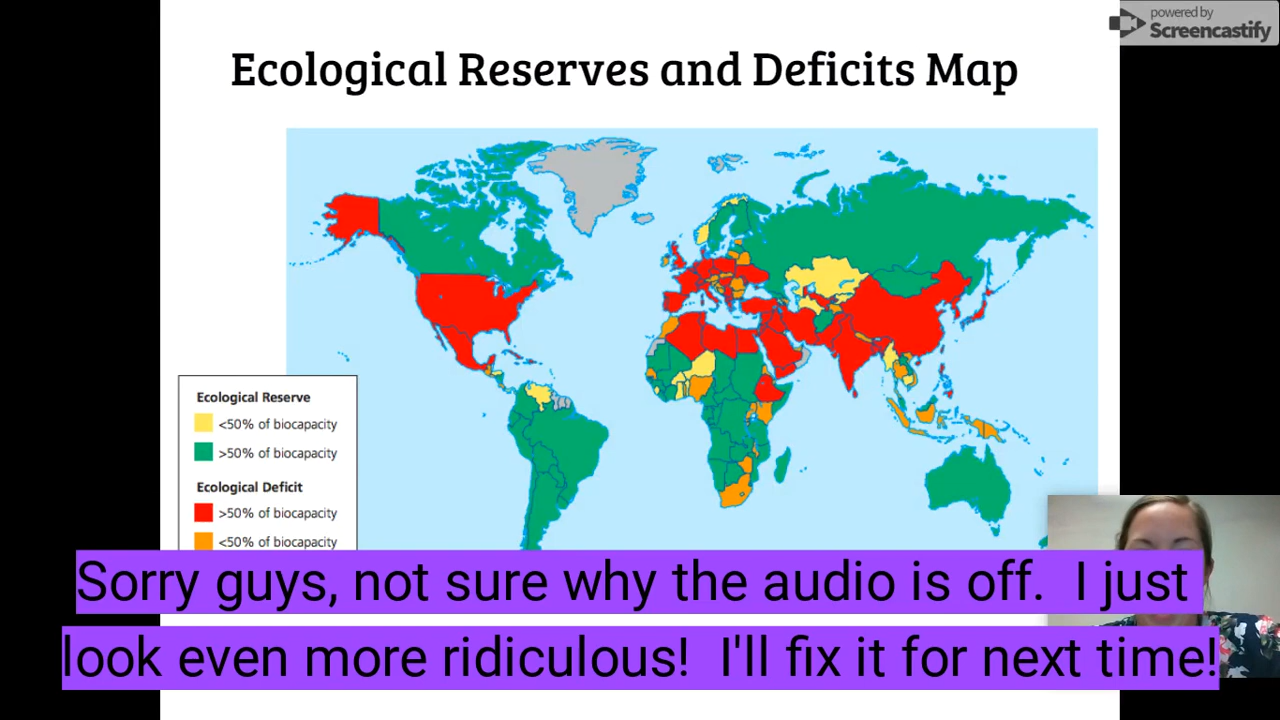 powered by
Screencastify
Ecological Reserves and Deficits Map
Ecological Reserve
<50% of biocapacity
>50% of biocapacity
Ecological Deficit
>50% of biocapacity
<50% of biocapacity
Sorry guys, not sure why the audio is off. I just
look even more ridiculous! I'll fix it for next time!